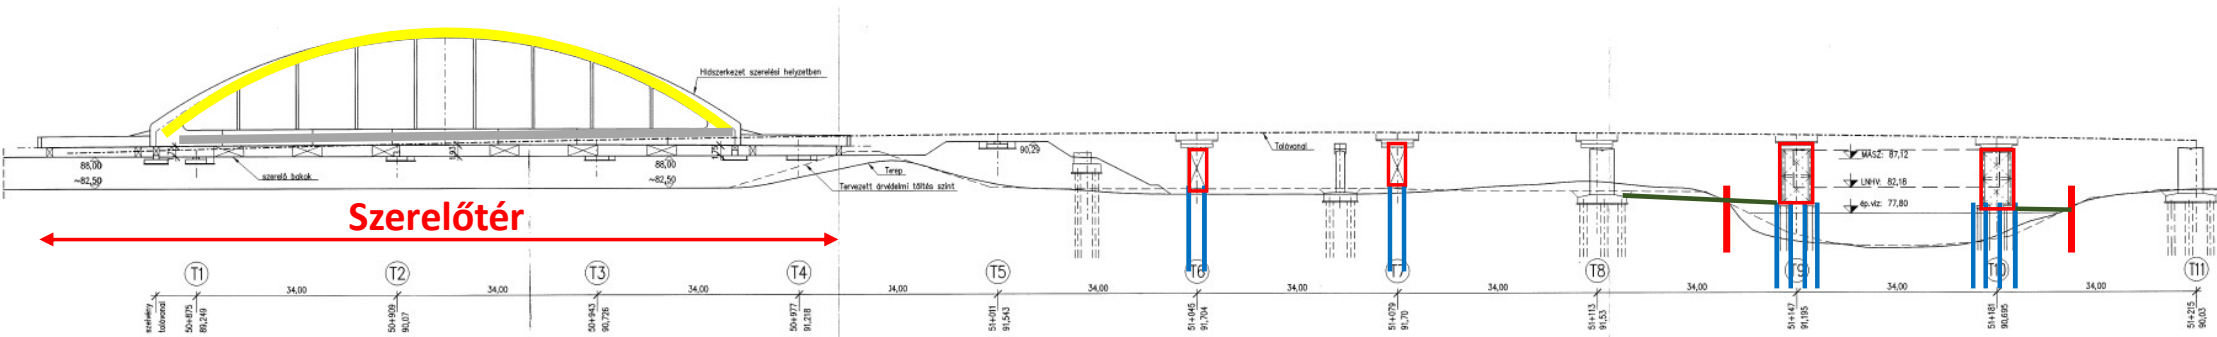 Hídszerkezet szerelési helyzetben
Talóvonal
90,29
88,00
88,00
~82,50
~82,50
szerelő bakok
Terep
Tervezett árvédelmi töltés szint
MÁSZ: 87,12
LNHV: 82,18
ép.víz: 77,80
Szerelőtér
T1
T2
T3
T4
T5
T6
T7
T8
T9
T10
T11
34,00
34,00
34,00
34,00
34,00
34,00
34,00
34,00
34,00
34,00
szelvény
talóvonal
50+875
89,249
50+909
90,07
50+943
90,726
50+977
91,218
51+011
91,543
51+045
91,704
51+079
91,70
51+113
91,53
51+147
91,195
51+181
90,695
51+215
90,03